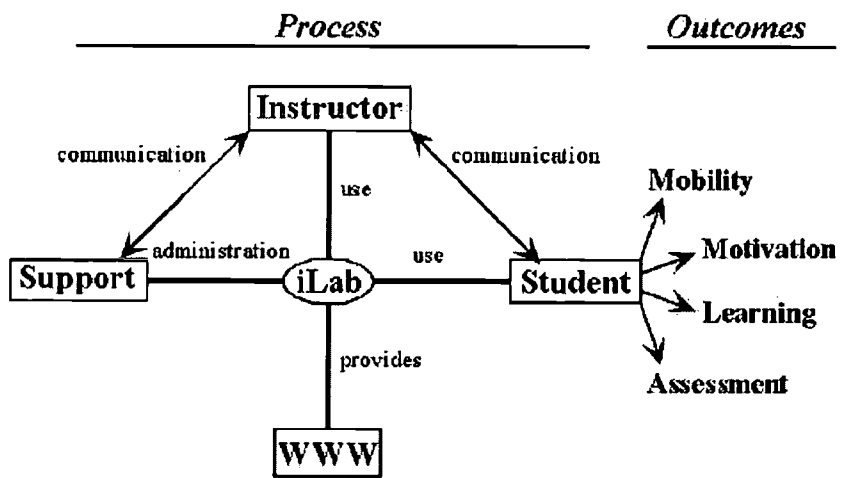 Process
Outcomes
Instructor
communication
communication
use
Mobility
administration
use
Motivation
Support
iLab
Student
Learning
provides
Assessment
WWW